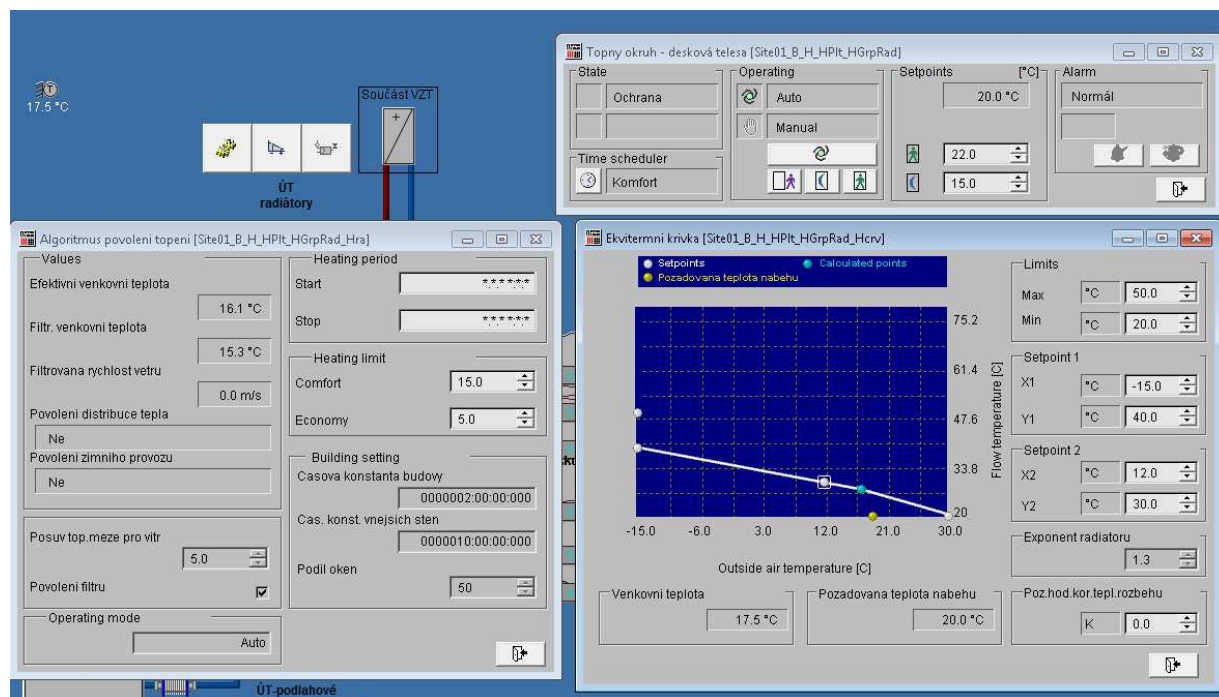 17.5 °C
Součást VZT
ÚT
radiátory
Topny okruh - desková telesa [Site01_B_H_HPlt_HGrpRad]
State
Ochrana
Time scheduler
Komfort
Operating
Auto
Manual
Setpoints [°C]
20.0 °C
22.0
15.0
Alarm
Normál
Algoritmus povoleni topeni [Site01_B_H_HPlt_HGrpRad_Hra]
Values
Efektivni venkovni teplota
16.1 °C
Filtr. venkovni teplota
15.3 °C
Filtrovana rychlost vetru
0.0 m/s
Povoleni distribuce tepla
Ne
Povoleni zimniho provozu
Ne
Posuv top.meze pro vitr
5.0
Povoleni filtru
Operating mode
Auto
Heating period
Start
*.*.*.*:*
Stop
*.*.*.*:*
Heating limit
Comfort 15.0
Economy 5.0
Building setting
Casova konstanta budovy
0000002:00:00:000
Cas. konst. vnejsich sten
0000010:00:00:000
Podil oken
50
Ekvitermni krivka [Site01_B_H_HPlt_HGrpRad_Hcrv]
Setpoints Calculated points
Pozadovana teplota nabehu
75.2
61.4
47.6
33.8
20
Flow temperature [C]
-15.0 -6.0 3.0 12.0 21.0 30.0
Outside air temperature [C]
Venkovni teplota
17.5 °C
Pozadovana teplota nabehu
20.0 °C
Limits
Max °C 50.0
Min °C 20.0
Setpoint 1
X1 °C -15.0
Y1 °C 40.0
Setpoint 2
X2 °C 12.0
Y2 °C 30.0
Exponent radiatoru
1.3
Poz.hod.kor.tepl.rozbehu
K 0.0
ÚT-podlahové